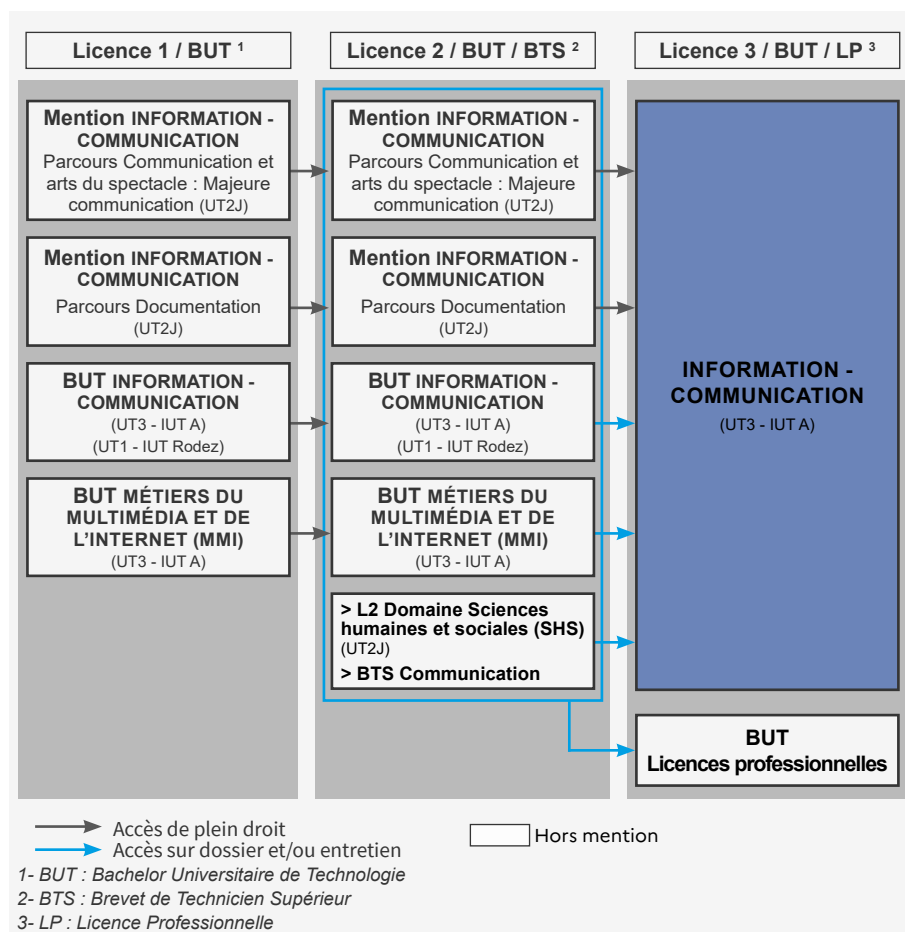 Licence 1 / BUT ¹
Licence 2 / BUT / BTS ²
Licence 3 / BUT / LP ³
Mention INFORMATION -
COMMUNICATION
Parcours Communication et
arts du spectacle : Majeure
communication (UT2J)
Mention INFORMATION -
COMMUNICATION
Parcours Documentation
(UT2J)
BUT INFORMATION -
COMMUNICATION
(UT3 - IUT A)
(UT1 - IUT Rodez)
BUT MÉTIERS DU
MULTIMÉDIA ET DE
L’INTERNET (MMI)
(UT3 - IUT A)
Mention INFORMATION -
COMMUNICATION
Parcours Communication et
arts du spectacle : Majeure
communication (UT2J)
Mention INFORMATION -
COMMUNICATION
Parcours Documentation
(UT2J)
BUT INFORMATION -
COMMUNICATION
(UT3 - IUT A)
(UT1 - IUT Rodez)
BUT MÉTIERS DU
MULTIMÉDIA ET DE
L’INTERNET (MMI)
(UT3 - IUT A)
> L2 Domaine Sciences
humaines et sociales (SHS)
(UT2J)
> BTS Communication
INFORMATION -
COMMUNICATION
(UT3 - IUT A)
BUT
Licences professionnelles
Accès de plein droit
Accès sur dossier et/ou entretien
Hors mention
1- BUT : Bachelor Universitaire de Technologie
2- BTS : Brevet de Technicien Supérieur
3- LP : Licence Professionnelle